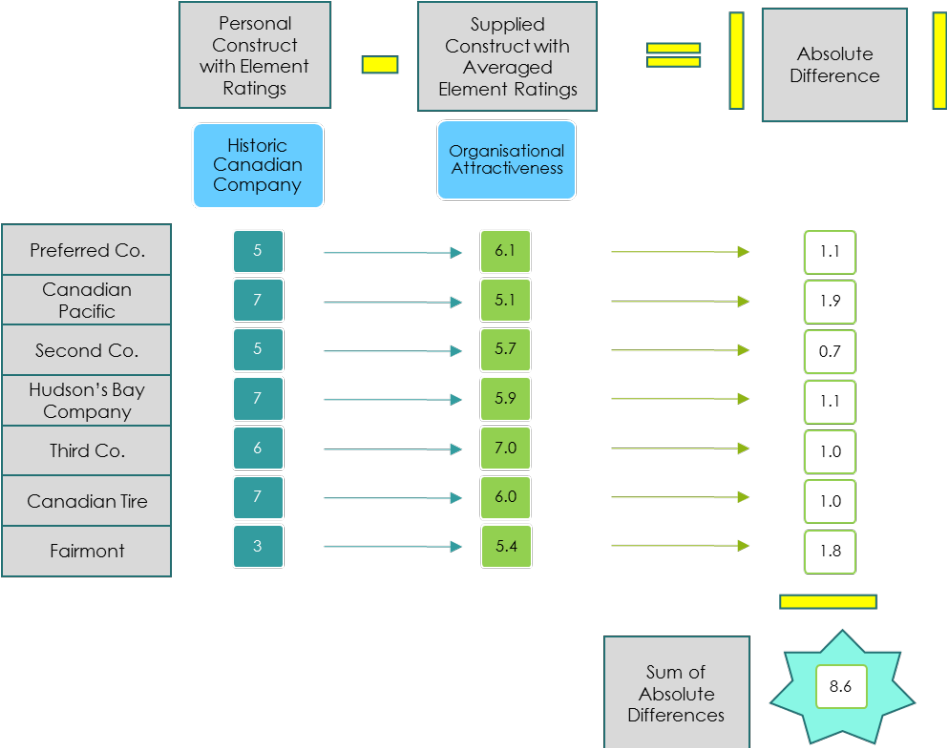 Personal
Construct
with Element
Ratings
Supplied
Construct with
Averaged
Element Ratings
Absolute
Difference
Historic
Canadian
Company
Organisational
Attractiveness
Preferred Co.
5
6.1
1.1
Canadian
Pacific
7
5.1
1.9
Second Co.
5
5.7
0.7
Hudson's Bay
Company
7
5.9
1.1
Third Co.
6
7.0
1.0
Canadian Tire
7
6.0
1.0
Fairmont
3
5.4
1.8
Sum of
Absolute
Differences
8.6